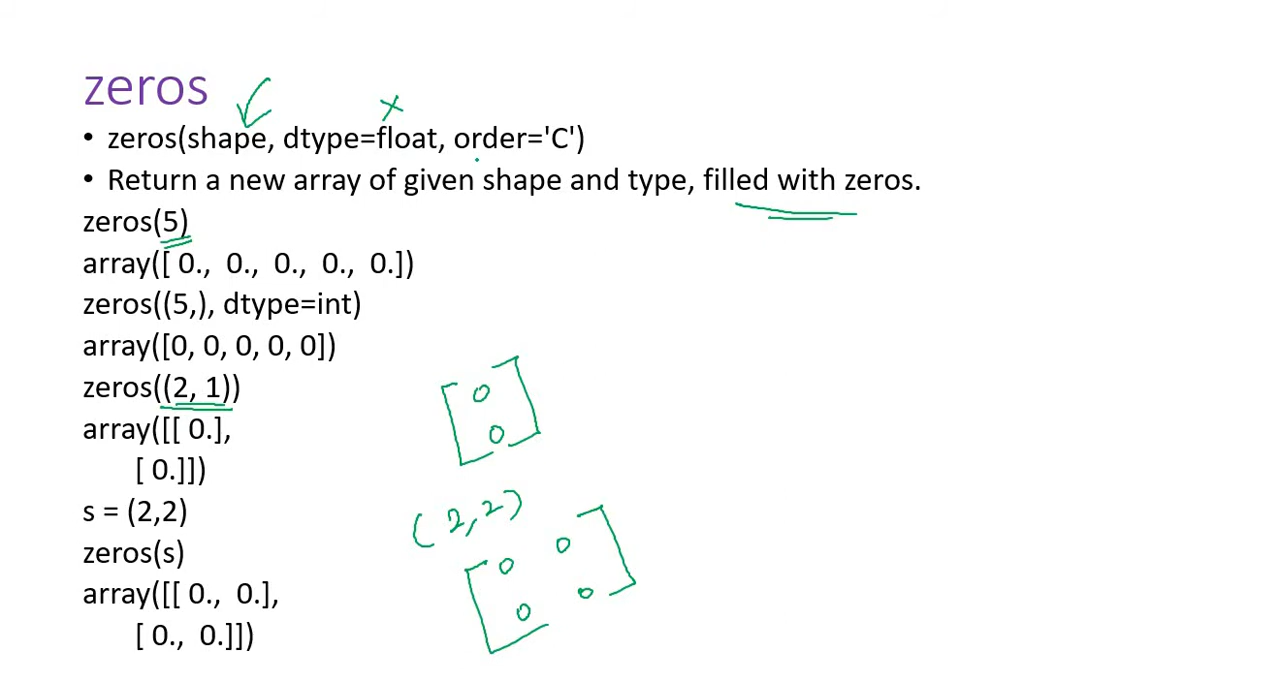 zeros
• zeros(shape, dtype=float, order='C')
• Return a new array of given shape and type, filled with zeros.
zeros(5)
array([ 0.,  0.,  0.,  0.,  0.])
zeros((5,), dtype=int)
array([0, 0, 0, 0, 0])
zeros((2, 1))
array([[ 0.],
[ 0.]])
s = (2,2)
zeros(s)
array([[ 0.,  0.],
[ 0.,  0.]])
x
0
0
(2,2)
0 0
0 0